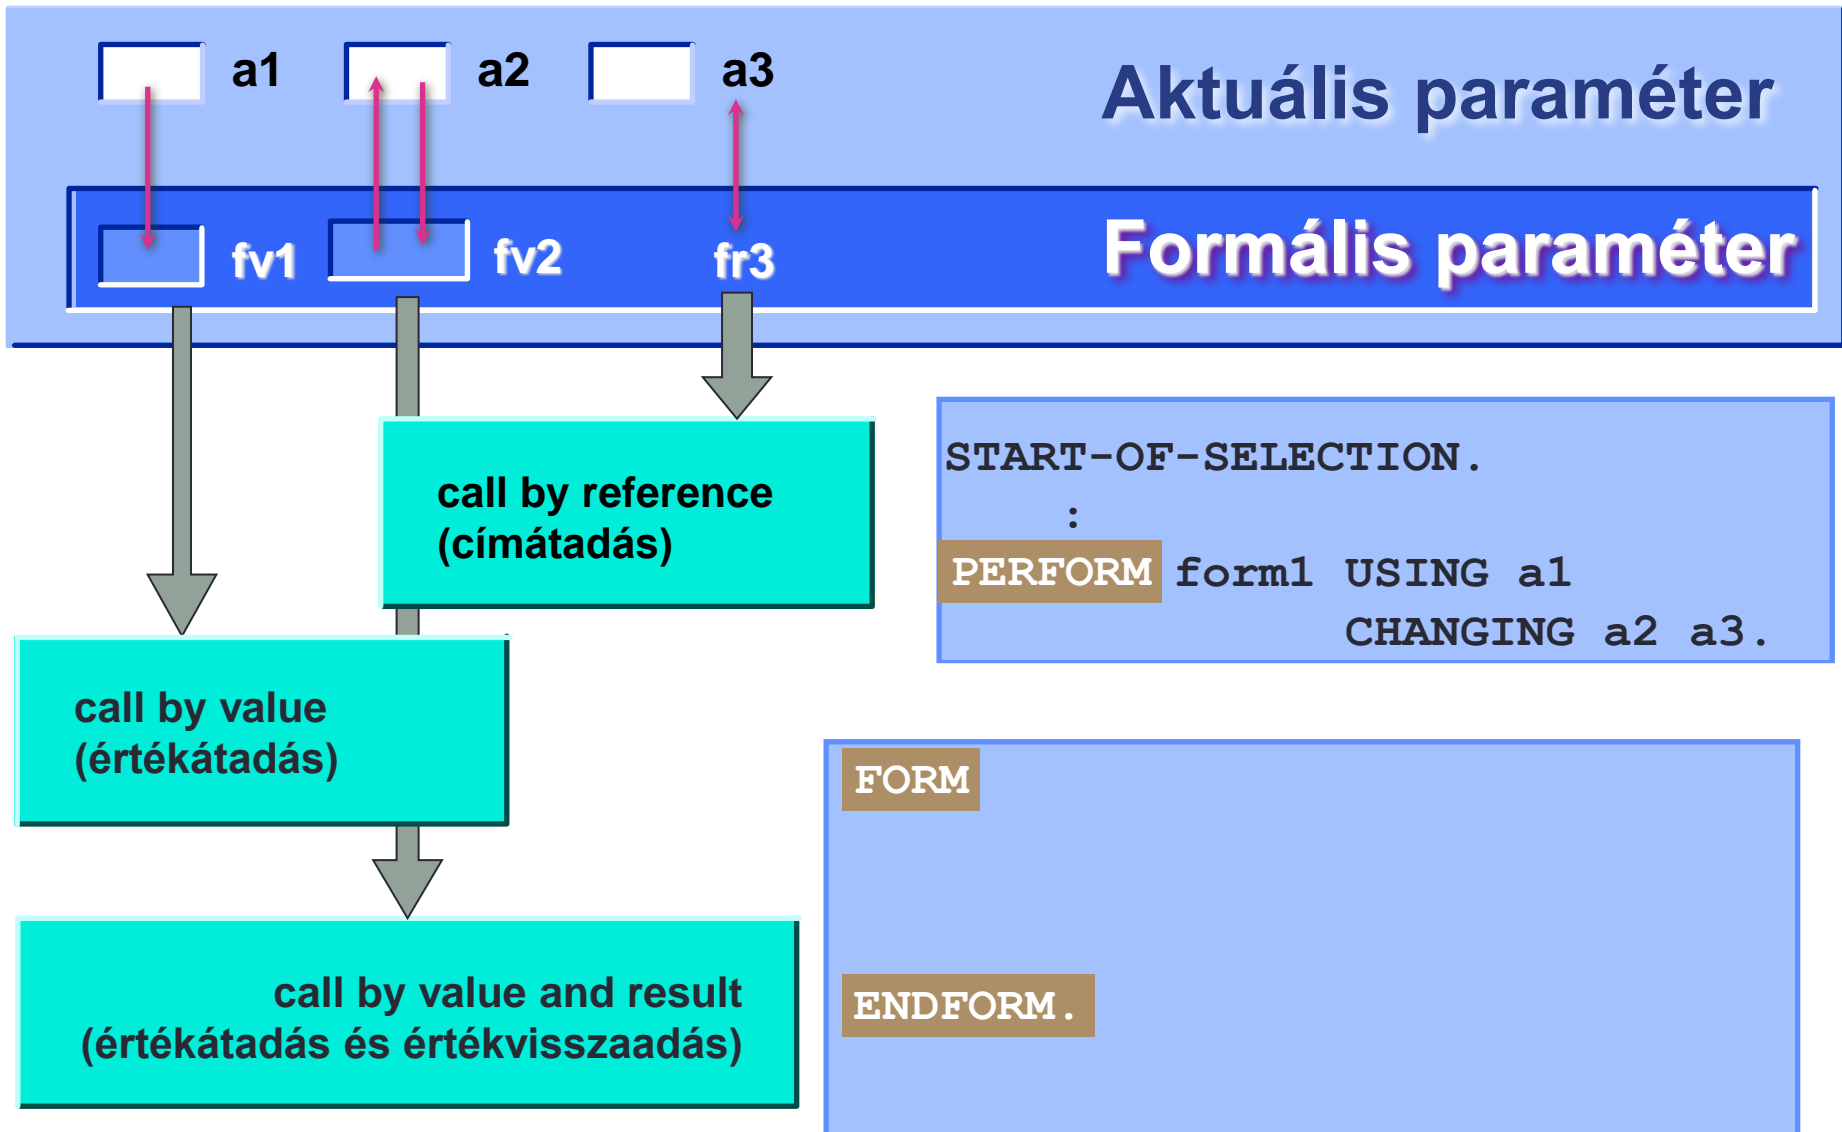 a1 a2 a3
Aktuális paraméter
fv1 fv2 fr3
Formális paraméter
call by reference
(címátadás)
call by value
(értékátadás)
call by value and result
(értékátadás és értékvisszaadás)
START-OF-SELECTION.
:
PERFORM form1 USING a1
CHANGING a2 a3.
FORM
ENDFORM.